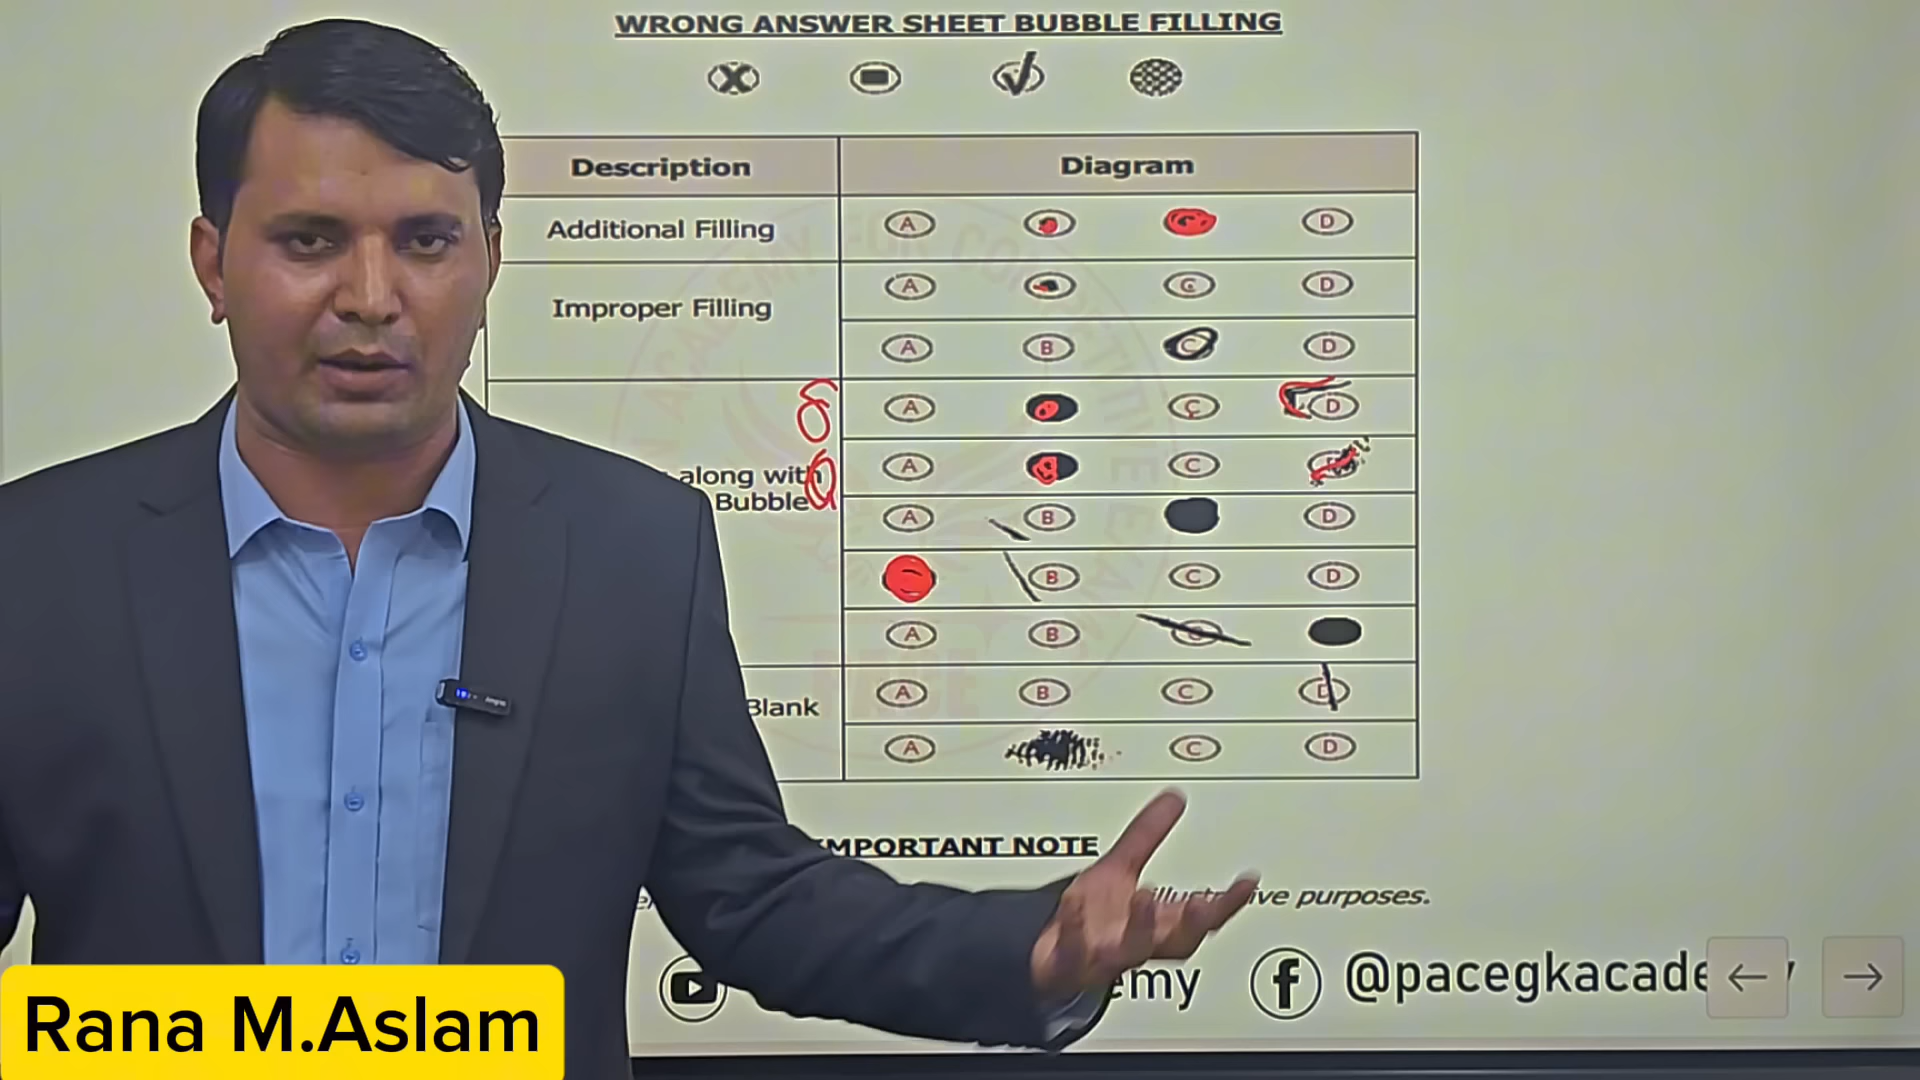 WRONG ANSWER SHEET BUBBLE FILLING
Description Diagram
Additional Filling A D
Improper Filling
A C D
A B C D
A C D
along with
Bubble
A C
A B D
B C D
A B
Blank
A B C D
A C D
IMPORTANT NOTE
purposes.
@pacegkacade
Rana M.Aslam